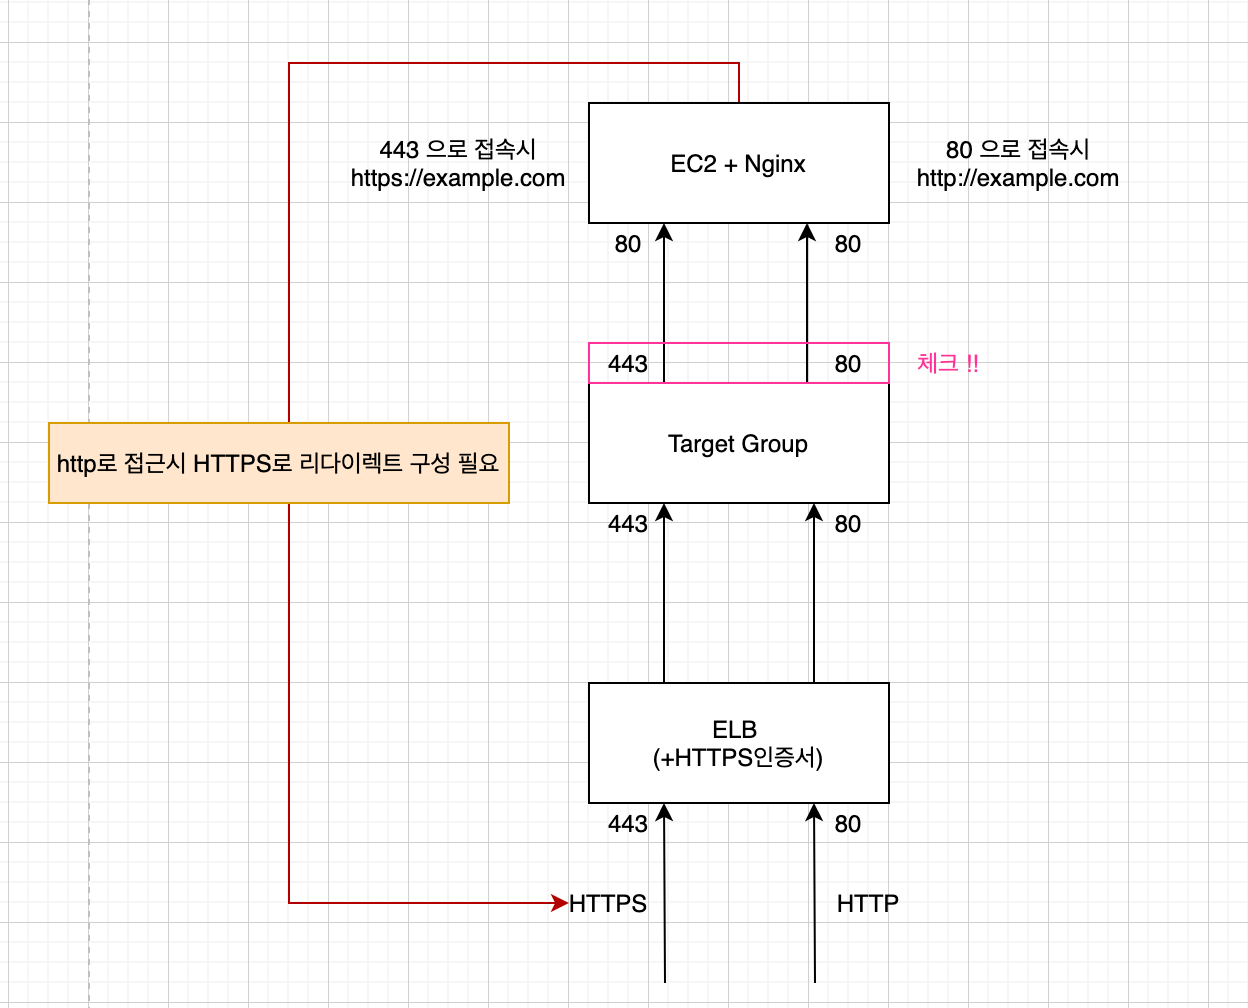 443 으로 접속시
https://example.com
EC2 + Nginx
80 으로 접속시
http://example.com
80
80
443
80
체크 !!
Target Group
http로 접근시 HTTPS로 리다이렉트 구성 필요
443
80
ELB
(+HTTPS인증서)
443
80
HTTPS
HTTP